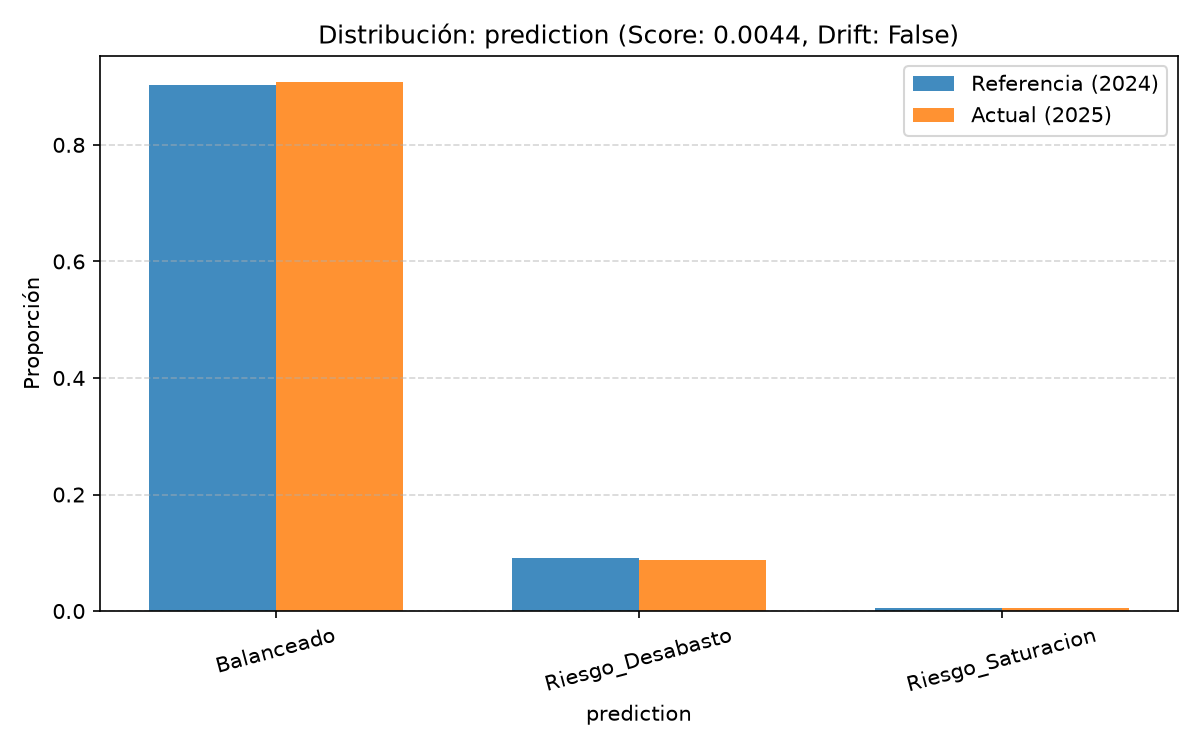 Distribución: prediction (Score: 0.0044, Drift: False)
Referencia (2024)
Actual (2025)
Proporción
0.8
0.6
0.4
0.2
0.0
Balanceado
Riesgo_Desabasto
Riesgo_Saturacion
prediction